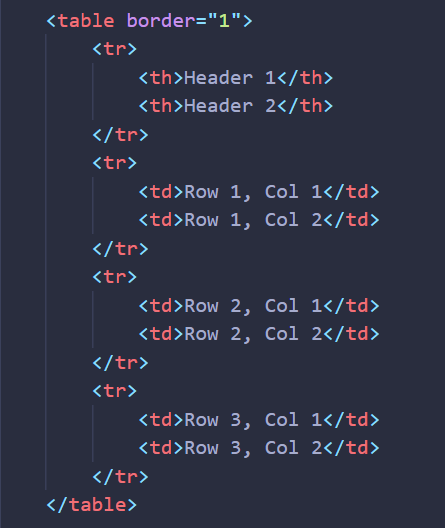 <table border="1">
<tr>
<th>Header 1</th>
<th>Header 2</th>
</tr>
<tr>
<td>Row 1, Col 1</td>
<td>Row 1, Col 2</td>
</tr>
<tr>
<td>Row 2, Col 1</td>
<td>Row 2, Col 2</td>
</tr>
<tr>
<td>Row 3, Col 1</td>
<td>Row 3, Col 2</td>
</tr>
</table>